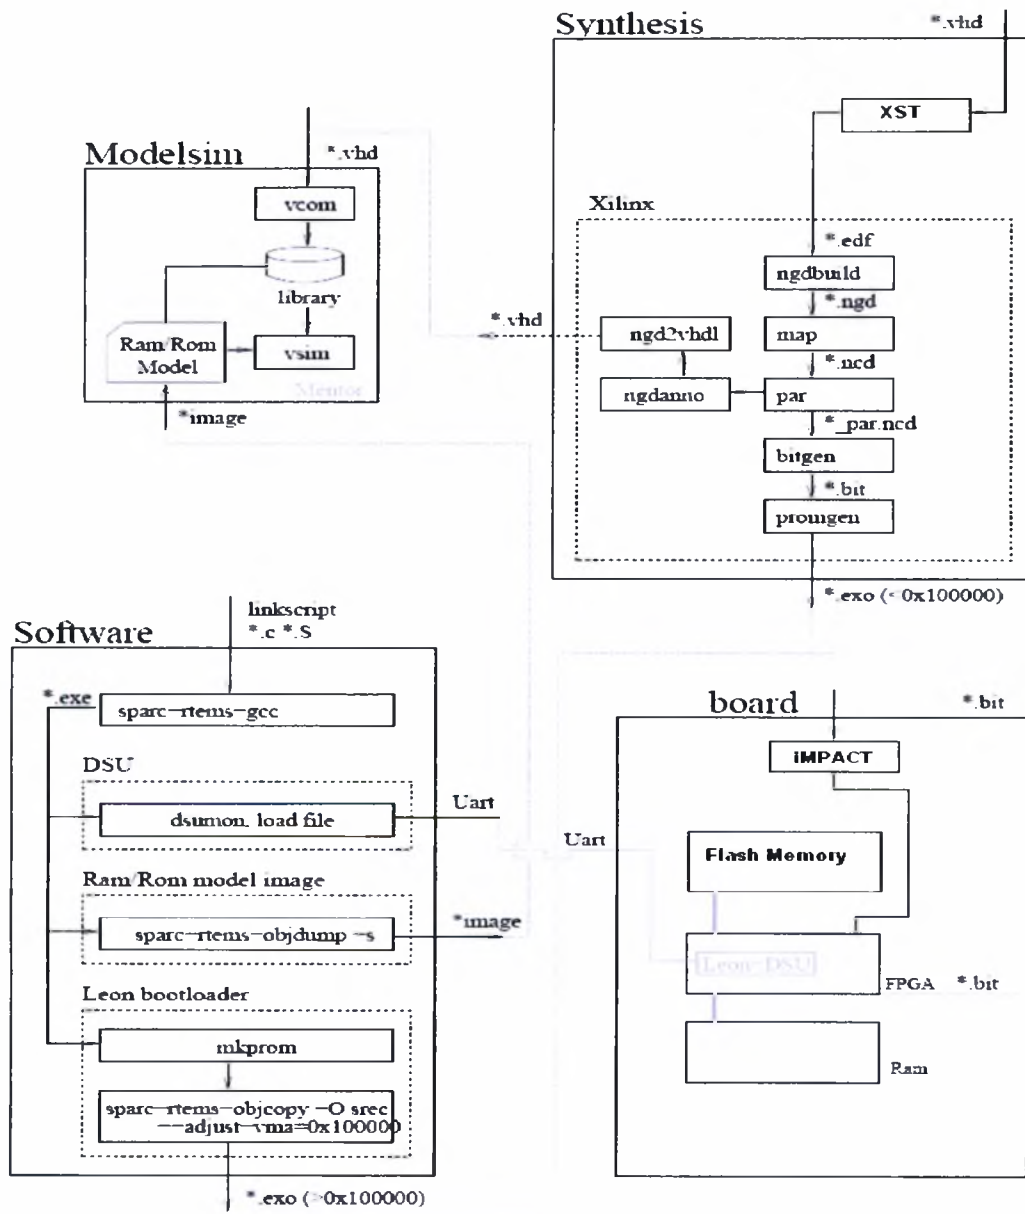 Synthesis
*.vhd
XST
Xilinx
*.edf
ngdbuild
*.ngd
map
*.ncd
par
*_par.ncd
bitgen
*.bit
promgen
*.exo (<0x100000)
ngd2vhdl
ngdanno
*.vhd
Modelsim
*.vhd
vcom
library
Ram/Rom
Model
vsim
Mentor
*image
Software
linkscript
*.c *.S
*.exe
sparc-rtems-gcc
DSU
dsumon, load file
Uart
Ram/Rom model image
sparc-rtems-objdump -s
*image
Leon bootloader
mkprom
sparc-rtems-objcopy -O srec
--adjust-vma=0x100000
*.exo (>0x100000)
board
*.bit
iMPACT
Uart
Flash Memory
Leon-DSU
FPGA *.bit
Ram